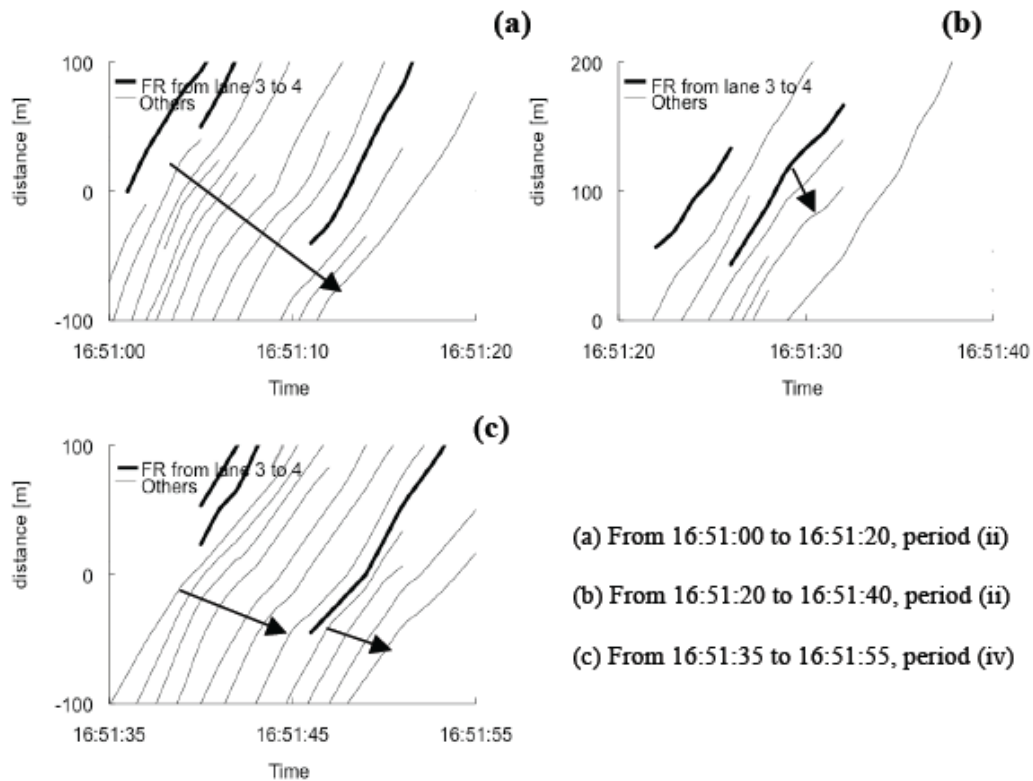 (a)
100
0
-100
distance [m]
FR from lane 3 to 4
Others
16:51:00
16:51:10
16:51:20
Time
(b)
200
100
0
distance [m]
FR from lane 3 to 4
Others
16:51:20
16:51:30
16:51:40
Time
(c)
100
0
-100
distance [m]
FR from lane 3 to 4
Others
16:51:35
16:51:45
16:51:55
Time
(a) From 16:51:00 to 16:51:20, period (ii)
(b) From 16:51:20 to 16:51:40, period (ii)
(c) From 16:51:35 to 16:51:55, period (iv)